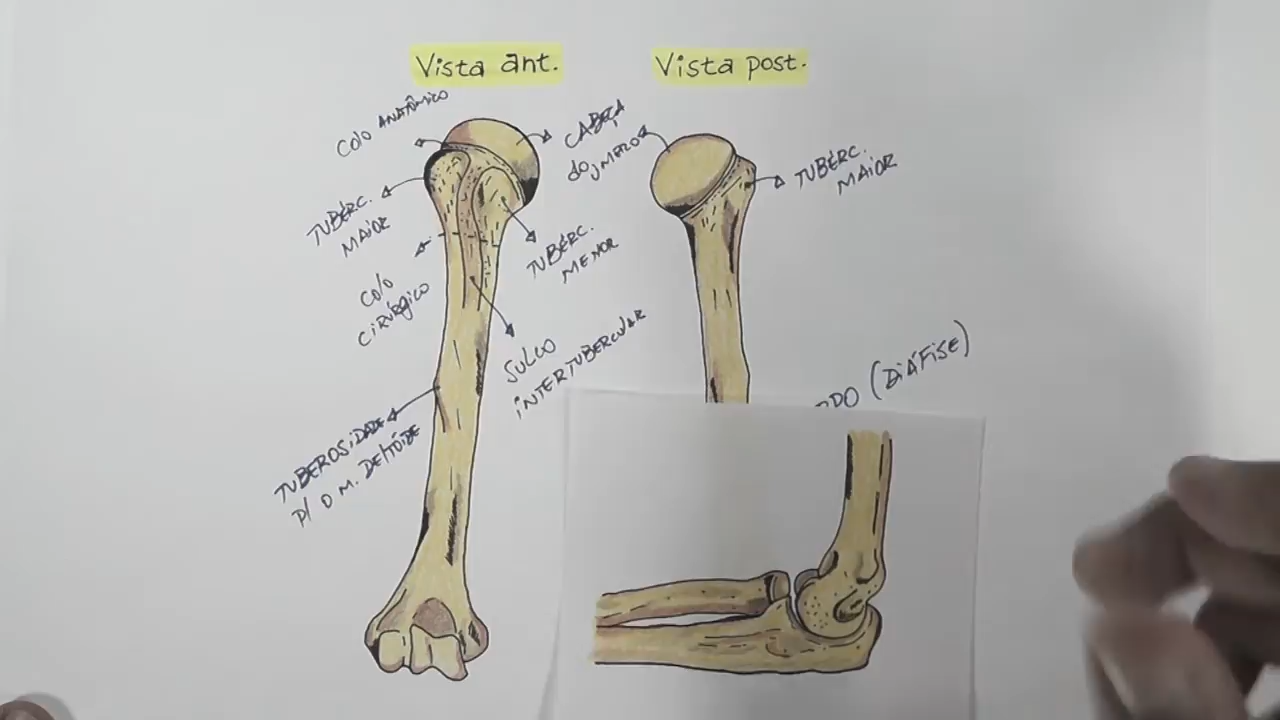 Vista ant.
Vista post.
Colo ANATÔMICO
CABEÇA
do úMERO
TUBÉRC.
MAIOR
TUBÉRC.
MAIOR
TUBÉRC.
MENOR
Colo
CIRÚRGICO
SULCO
INTERTUBERCULAR
(DIÁFISE)
TUBEROSIDADE
P/ O M. DELTÓIDE